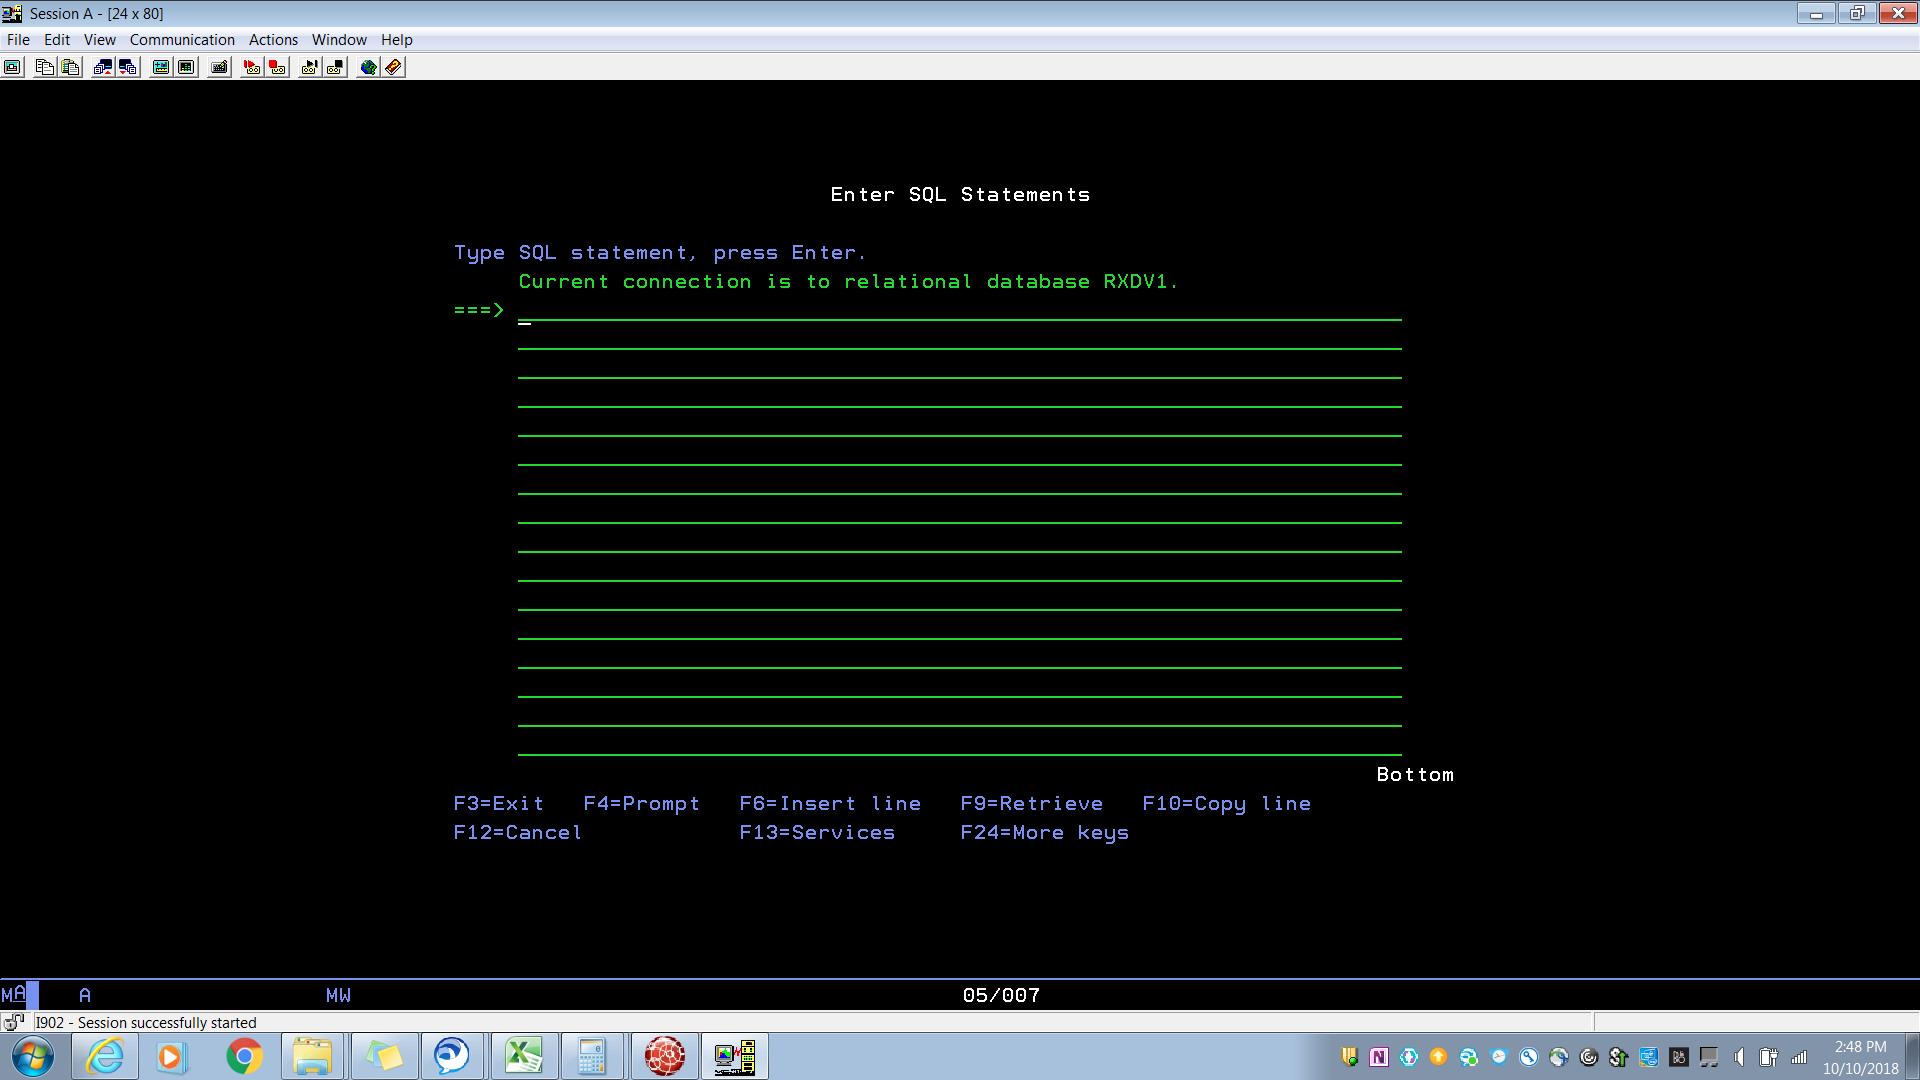 Session A - [24 x 80]
File Edit View Communication Actions Window Help
Enter SQL Statements
Type SQL statement, press Enter.
Current connection is to relational database RXDV1.
===>
Bottom
F3=Exit F4=Prompt F6=Insert line F9=Retrieve F10=Copy line
F12=Cancel F13=Services F24=More keys
MA A MW 05/007
I902 - Session successfully started
2:48 PM
10/10/2018